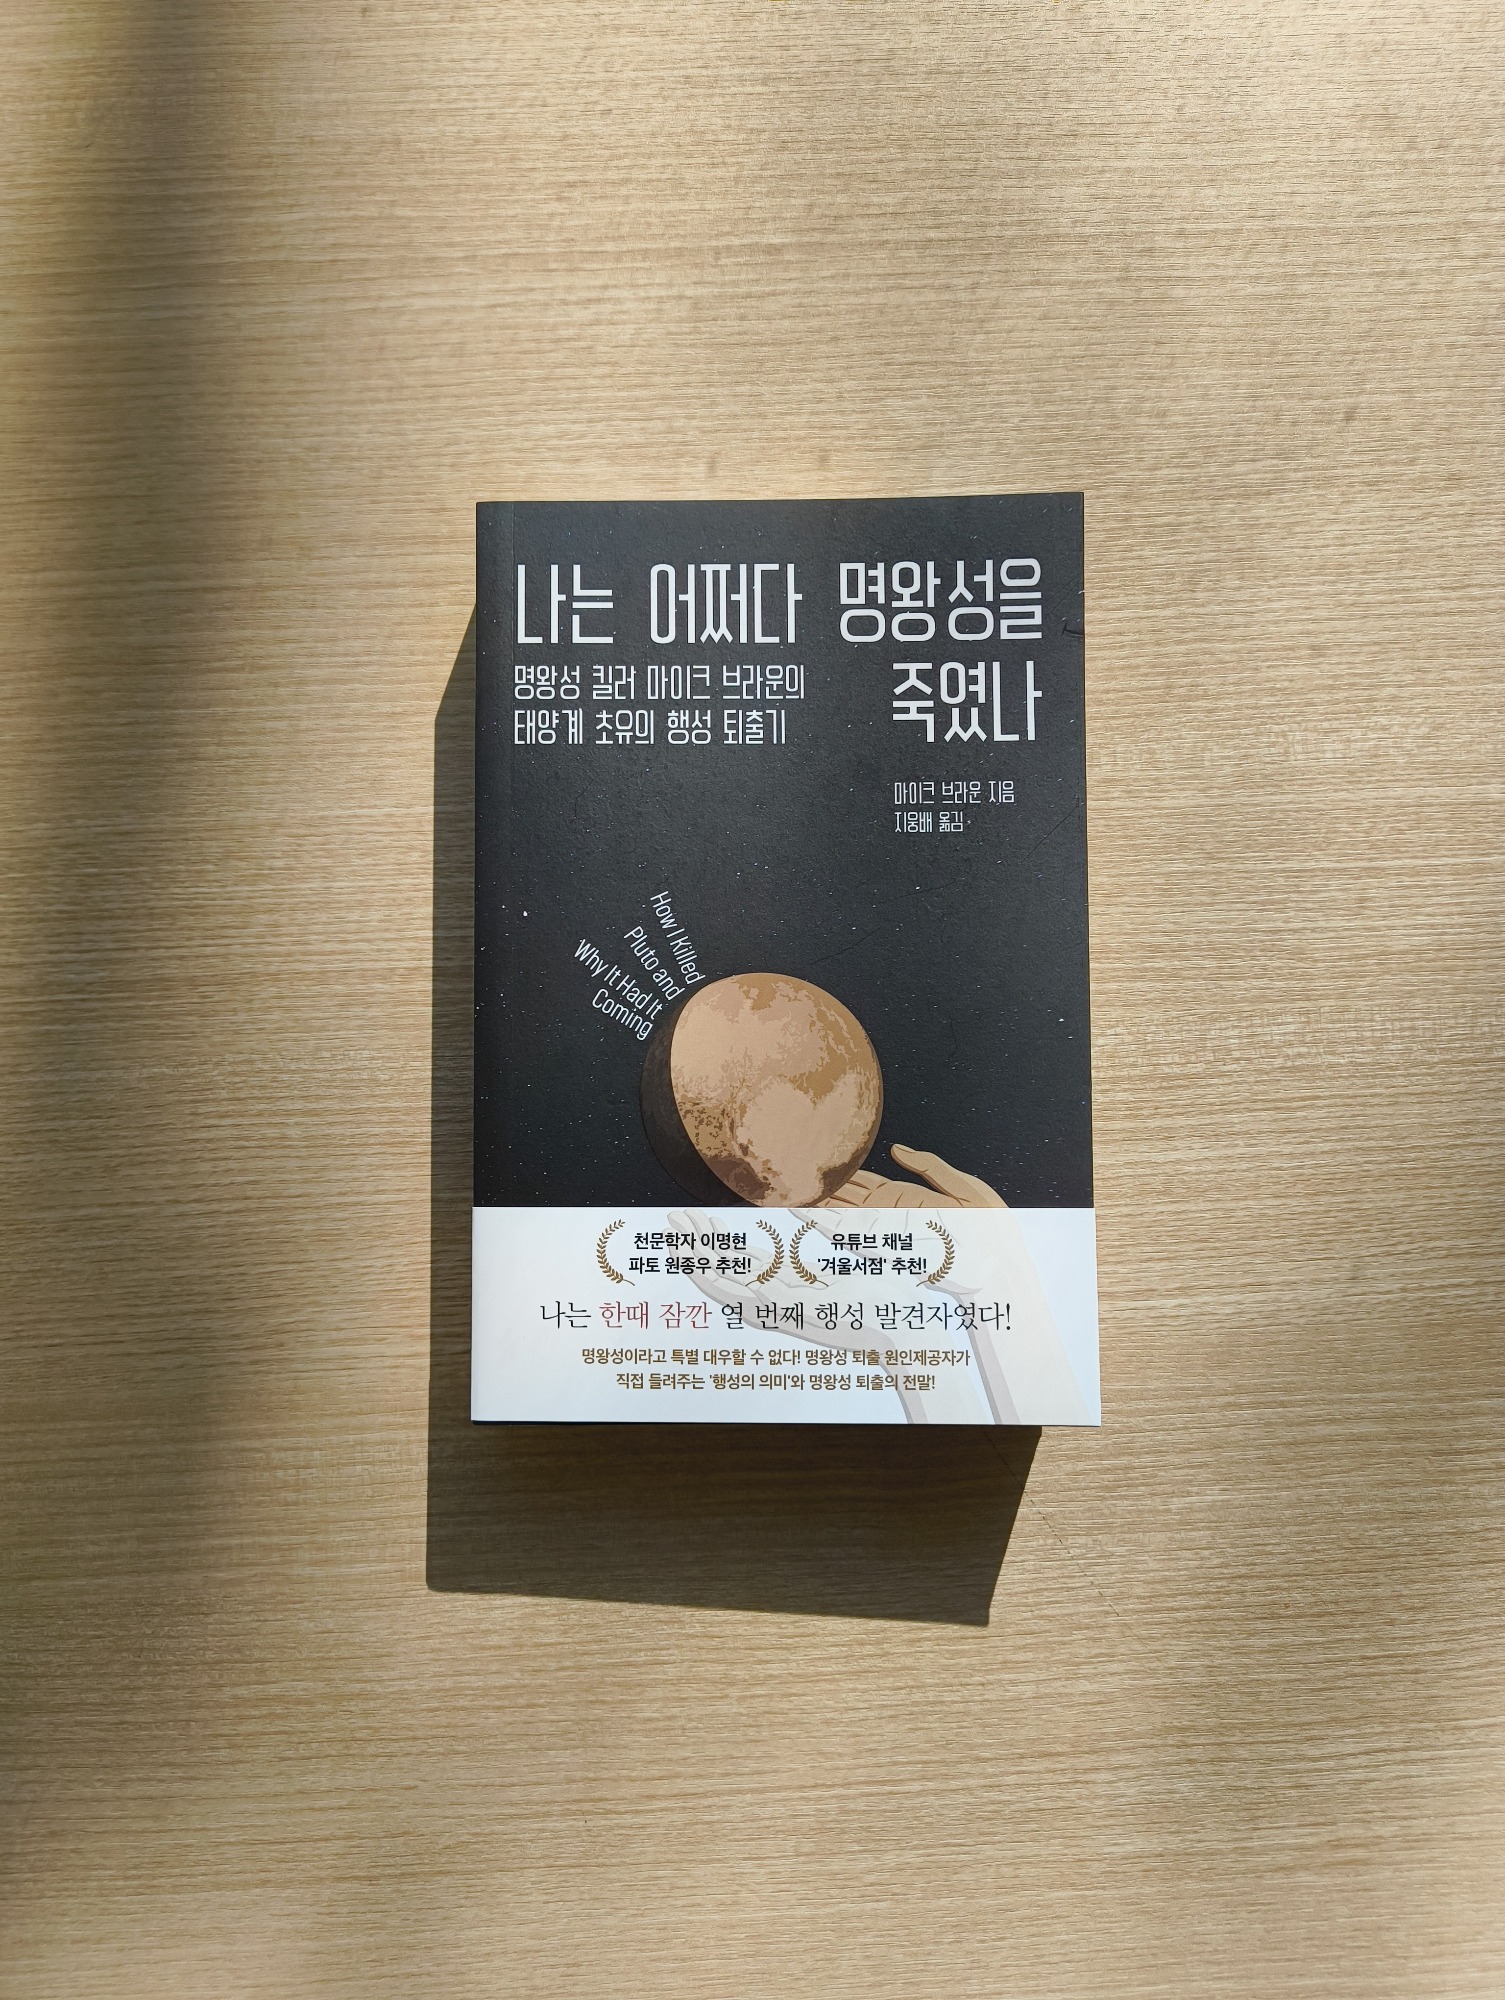 나는 어쩌다 명왕성을
죽였나
명왕성 킬러 마이크 브라운의
태양계 초유의 행성 퇴출기
마이크 브라운 지음
지웅배 옮김
How I Killed
Pluto and
Why It Had It
Coming
천문학자 이명현
파토 원종우 추천!
유튜브 채널
'겨울서점' 추천!
나는 한때 잠깐 열 번째 행성 발견자였다!
명왕성이라고 특별 대우할 수 없다! 명왕성 퇴출 원인제공자가
직접 들려주는 '행성의 의미'와 명왕성 퇴출의 전말!